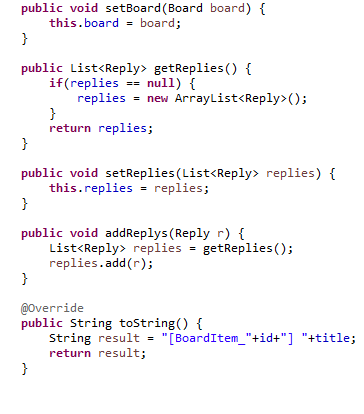 public void setBoard(Board board) {
    this.board = board;
}

public List<Reply> getReplies() {
    if(replies == null) {
        replies = new ArrayList<Reply>();
    }
    return replies;
}

public void setReplies(List<Reply> replies) {
    this.replies = replies;
}

public void addReplys(Reply r) {
    List<Reply> replies = getReplies();
    replies.add(r);
}

@Override
public String toString() {
    String result = "[BoardItem_"+id+"] "+title;
    return result;
}